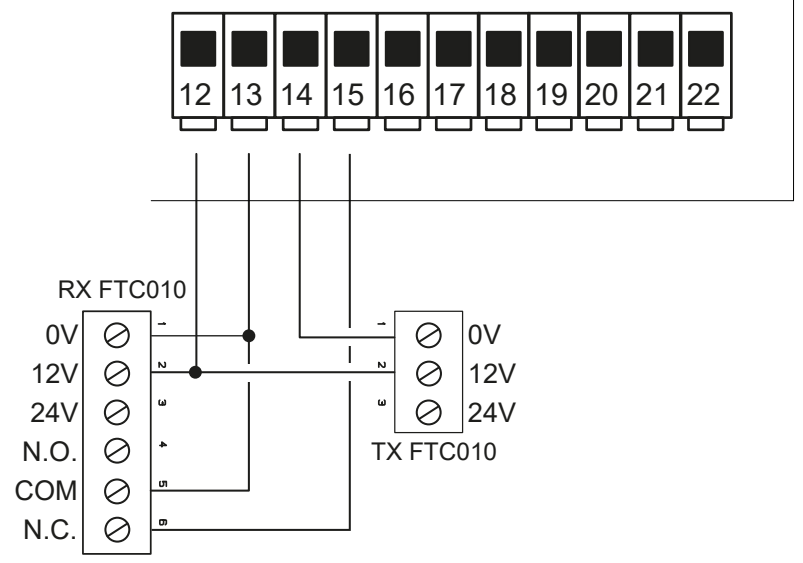 12 13 14 15 16 17 18 19 20 21 22
RX FTC010
0V 1
12V 2
24V 3
N.O. 4
COM 5
N.C. 6
1 0V
2 12V
3 24V
TX FTC010